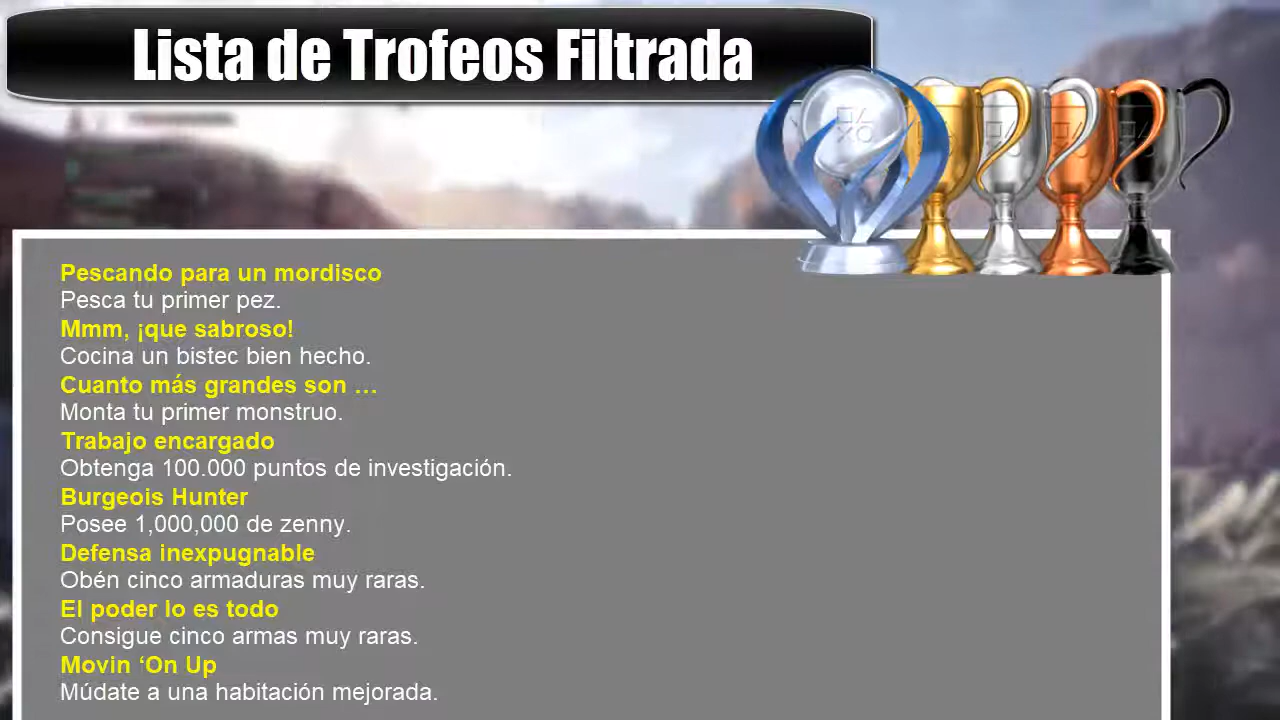 Lista de Trofeos Filtrada
Pescando para un mordisco
Pesca tu primer pez.
Mmm, ¡que sabroso!
Cocina un bistec bien hecho.
Cuanto más grandes son …
Monta tu primer monstruo.
Trabajo encargado
Obtenga 100.000 puntos de investigación.
Burgeois Hunter
Posee 1,000,000 de zenny.
Defensa inexpugnable
Obén cinco armaduras muy raras.
El poder lo es todo
Consigue cinco armas muy raras.
Movin ‘On Up
Múdate a una habitación mejorada.